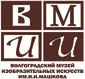 ВМ
ИИ
ВОЛГОГРАДСКИЙ МУЗЕЙ
ИЗОБРАЗИТЕЛЬНЫХ ИСКУССТВ
ИМ.И.И.МАШКОВА